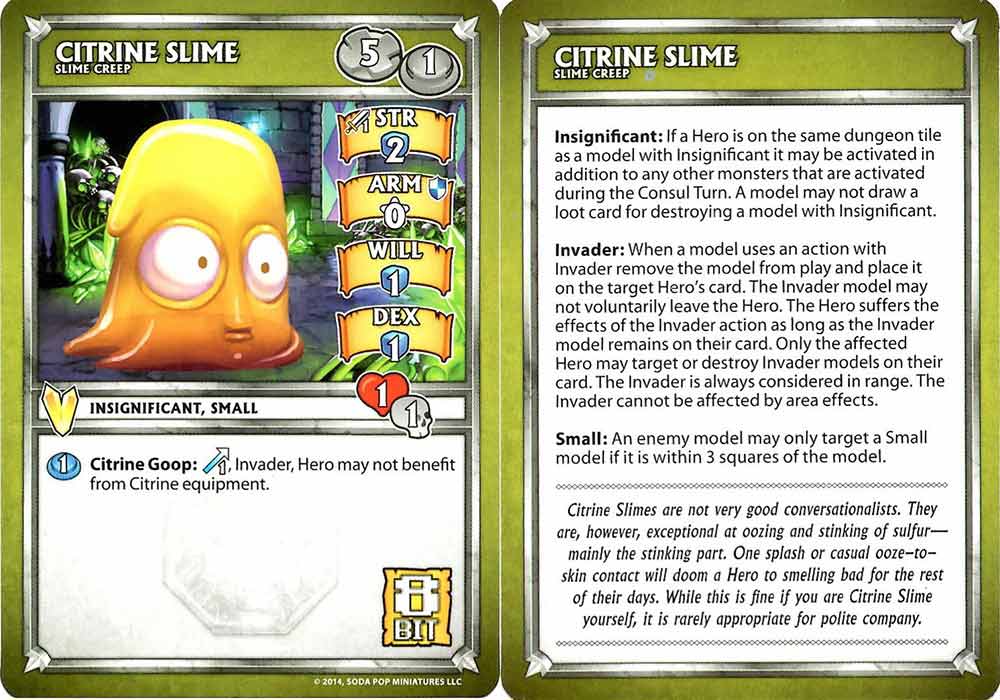 CITRINE SLIME
SLIME CREEP
5
1
STR
2
ARM
0
WILL
1
DEX
1
INSIGNIFICANT, SMALL
1
1
1 Citrine Goop: 1, Invader, Hero may not benefit
from Citrine equipment.
8
BIT
© 2014, SODA POP MINIATURES LLC
CITRINE SLIME
SLIME CREEP
Insignificant: If a Hero is on the same dungeon tile
as a model with Insignificant it may be activated in
addition to any other monsters that are activated
during the Consul Turn. A model may not draw a
loot card for destroying a model with Insignificant.
Invader: When a model uses an action with
Invader remove the model from play and place it
on the target Hero's card. The Invader model may
not voluntarily leave the Hero. The Hero suffers the
effects of the Invader action as long as the Invader
model remains on their card. Only the affected
Hero may target or destroy Invader models on their
card. The Invader is always considered in range. The
Invader cannot be affected by area effects.
Small: An enemy model may only target a Small
model if it is within 3 squares of the model.
Citrine Slimes are not very good conversationalists. They
are, however, exceptional at oozing and stinking of sulfur—
mainly the stinking part. One splash or casual ooze-to-
skin contact will doom a Hero to smelling bad for the rest
of their days. While this is fine if you are Citrine Slime
yourself, it is rarely appropriate for polite company.